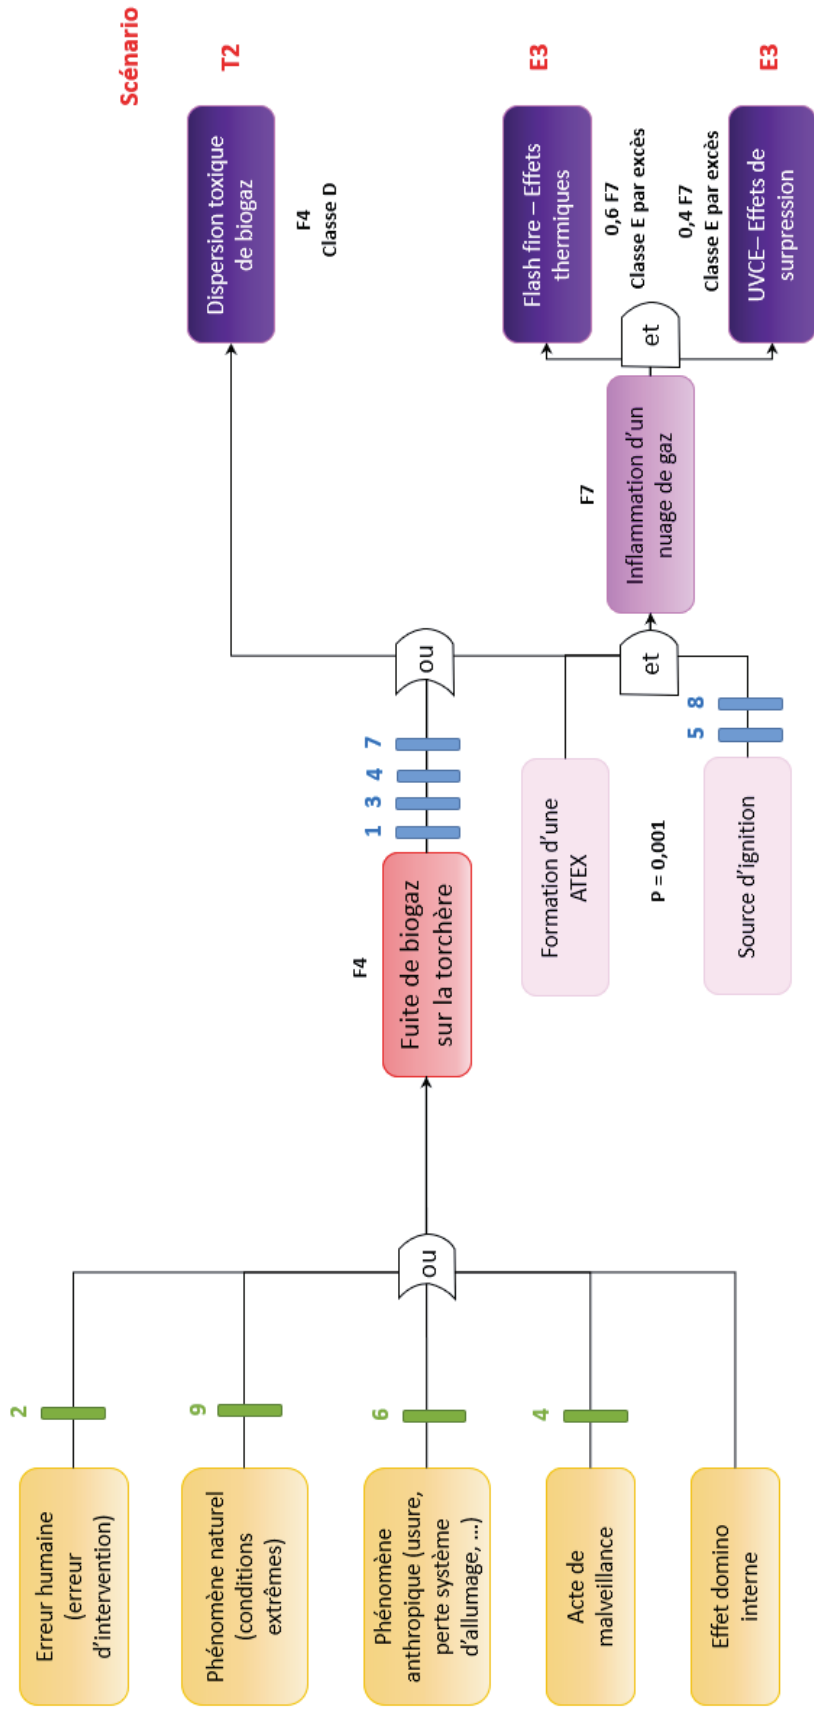 Scénario
2
Erreur humaine
(erreur
d’intervention)
9
Phénomène naturel
(conditions
extrêmes)
6
Phénomène
anthropique (usure,
perte système
d’allumage, ...)
4
Acte de
malveillance
Effet domino
interne
ou
F4
Fuite de biogaz
sur la torchère
1
3
4
7
ou
Formation d’une
ATEX
P = 0,001
Source d’ignition
5
8
et
F7
Inflammation d’un
nuage de gaz
et
Dispersion toxique
de biogaz
T2
F4
Classe D
Flash fire – Effets
thermiques
E3
0,6 F7
Classe E par excès
0,4 F7
Classe E par excès
UVCE– Effets de
surpression
E3